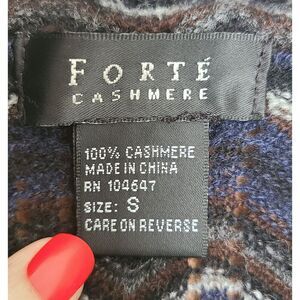 FORTÉ
CASHMERE
100% CASHMERE
MADE IN CHINA
RN 104647
SIZE: S
CARE ON REVERSE